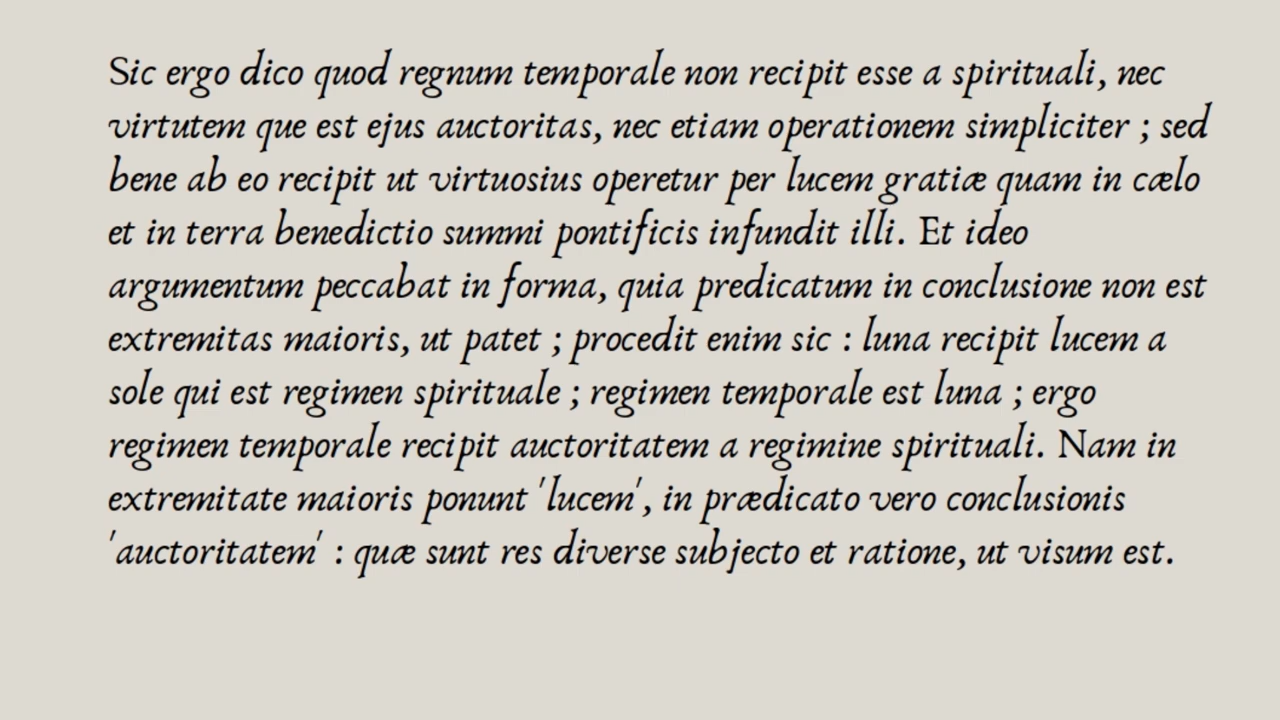 Sic ergo dico quod regnum temporale non recipit esse a spirituali, nec
virtutem que est ejus auctoritas, nec etiam operationem simpliciter ; sed
bene ab eo recipit ut virtuosius operetur per lucem gratiæ quam in cælo
et in terra benedictio summi pontificis infundit illi. Et ideo
argumentum peccabat in forma, quia predicatum in conclusione non est
extremitas maioris, ut patet ; procedit enim sic : luna recipit lucem a
sole qui est regimen spirituale ; regimen temporale est luna ; ergo
regimen temporale recipit auctoritatem a regimine spirituali. Nam in
extremitate maioris ponunt 'lucem', in prædicato vero conclusionis
'auctoritatem' : quæ sunt res diverse subjecto et ratione, ut visum est.